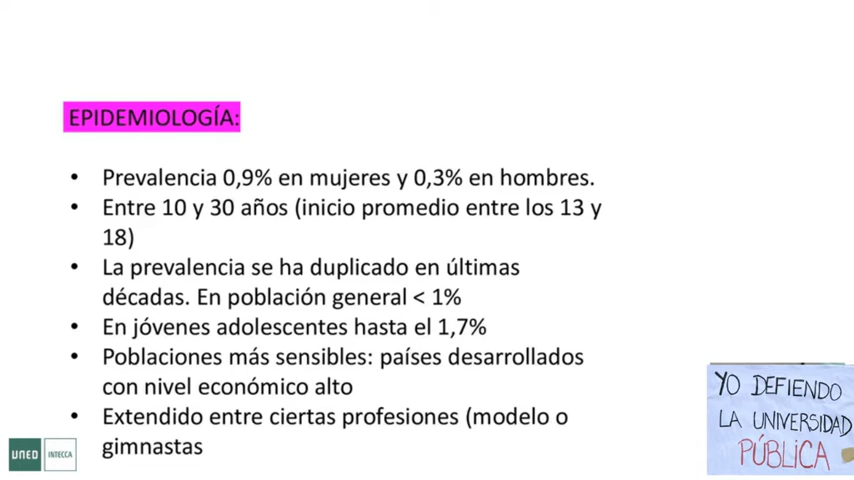 EPIDEMIOLOGÍA:
• Prevalencia 0,9% en mujeres y 0,3% en hombres.
• Entre 10 y 30 años (inicio promedio entre los 13 y
18)
• La prevalencia se ha duplicado en últimas
décadas. En población general < 1%
• En jóvenes adolescentes hasta el 1,7%
• Poblaciones más sensibles: países desarrollados
con nivel económico alto
• Extendido entre ciertas profesiones (modelo o
gimnastas
UNED INTECCA
YO DEFIENDO
LA UNIVERSIDAD
PÚBLICA